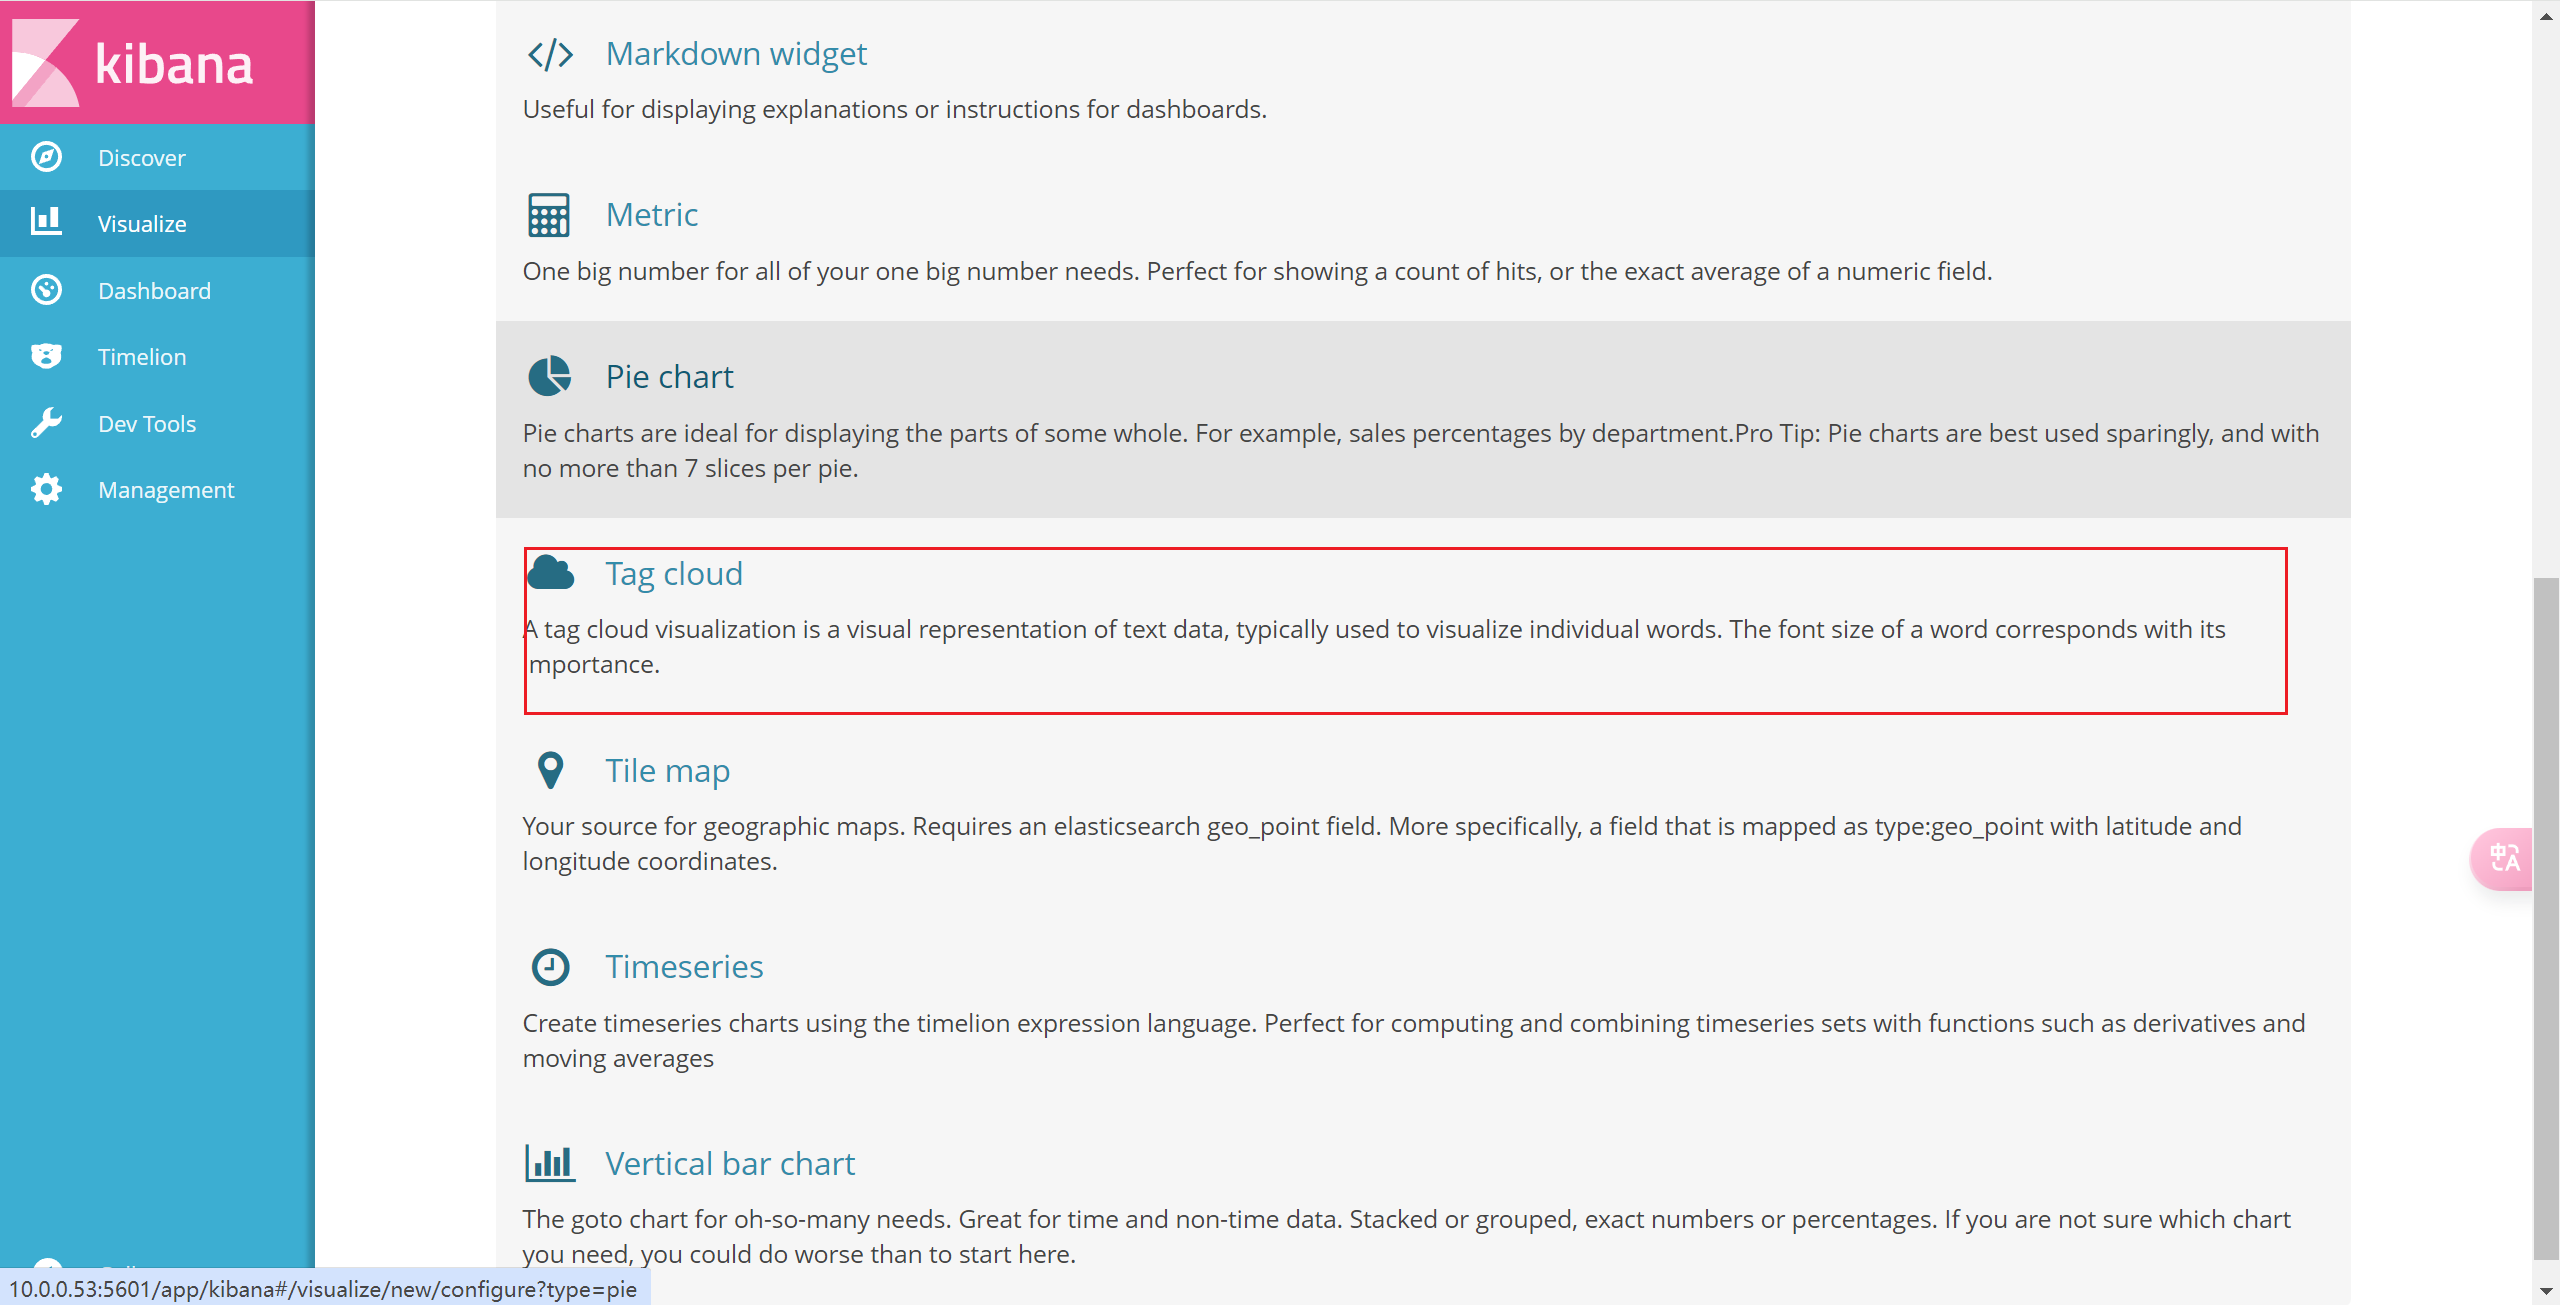 kibana
Discover
Visualize
Dashboard
Timelion
Dev Tools
Management
Markdown widget
Useful for displaying explanations or instructions for dashboards.
Metric
One big number for all of your one big number needs. Perfect for showing a count of hits, or the exact average of a numeric field.
Pie chart
Pie charts are ideal for displaying the parts of some whole. For example, sales percentages by department.Pro Tip: Pie charts are best used sparingly, and with
no more than 7 slices per pie.
Tag cloud
A tag cloud visualization is a visual representation of text data, typically used to visualize individual words. The font size of a word corresponds with its
mportance.
Tile map
Your source for geographic maps. Requires an elasticsearch geo_point field. More specifically, a field that is mapped as type:geo_point with latitude and
longitude coordinates.
中A
Timeseries
Create timeseries charts using the timelion expression language. Perfect for computing and combining timeseries sets with functions such as derivatives and
moving averages
Vertical bar chart
The goto chart for oh-so-many needs. Great for time and non-time data. Stacked or grouped, exact numbers or percentages. If you are not sure which chart
you need, you could do worse than to start here.
10.0.0.53:5601/app/kibana#/visualize/new/configure?type=pie